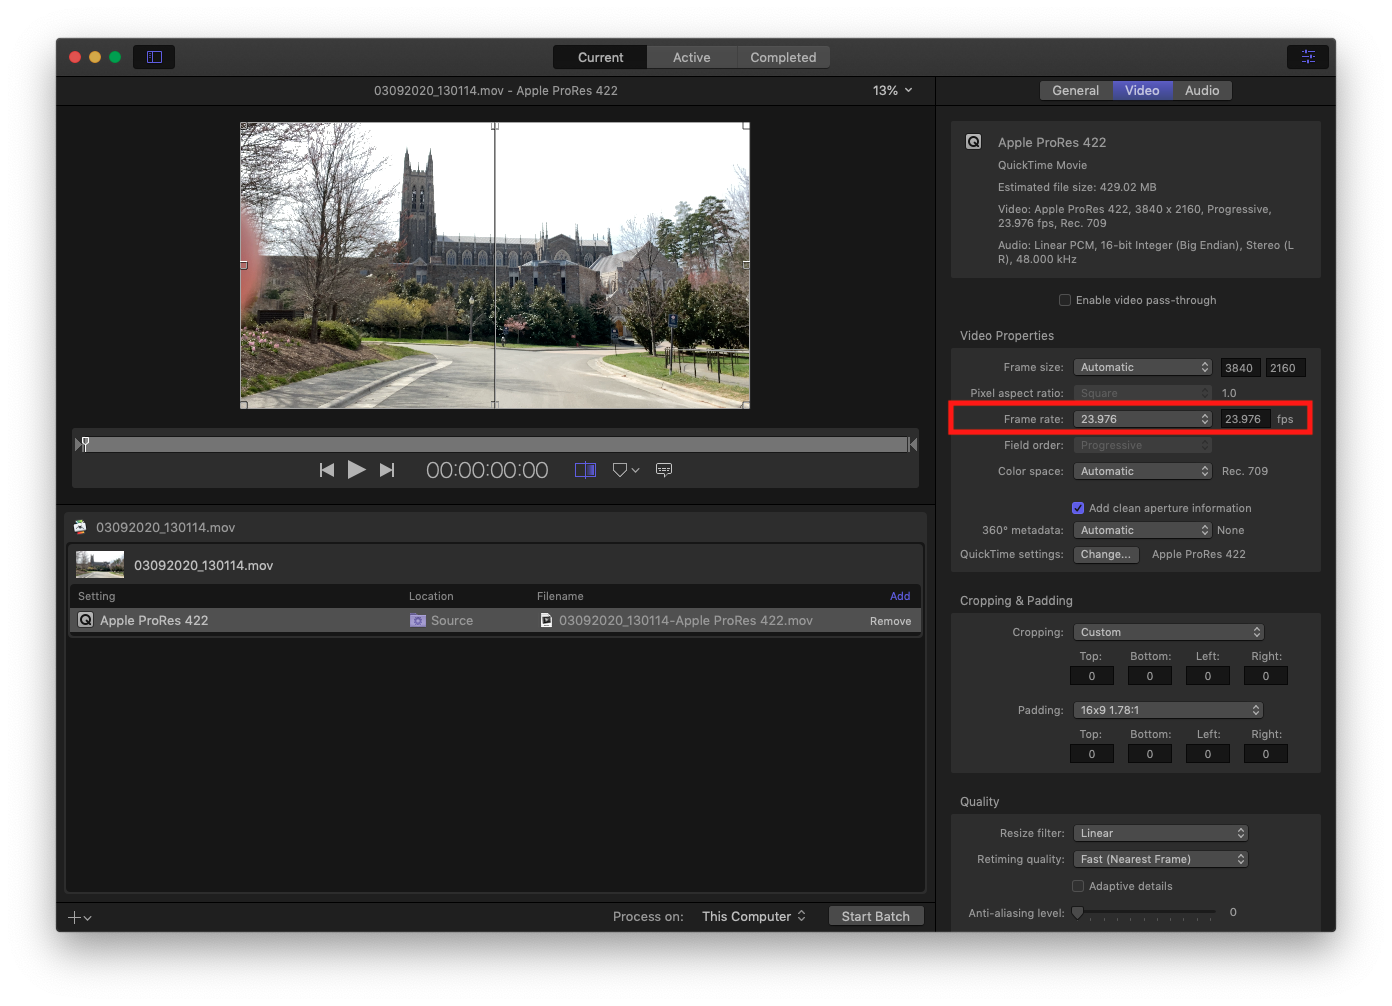 Current Active Completed
03092020_130114.mov - Apple ProRes 422
13%
00:00:00:00
03092020_130114.mov
03092020_130114.mov
Setting Location Filename Add
Apple ProRes 422 Source 03092020_130114-Apple ProRes 422.mov Remove
Process on: This Computer Start Batch
General Video Audio
Apple ProRes 422
QuickTime Movie
Estimated file size: 429.02 MB
Video: Apple ProRes 422, 3840 x 2160, Progressive,
23.976 fps, Rec. 709
Audio: Linear PCM, 16-bit Integer (Big Endian), Stereo (L
R), 48.000 kHz
Enable video pass-through
Video Properties
Frame size: Automatic 3840 2160
Pixel aspect ratio: Square 1.0
Frame rate: 23.976 23.976 fps
Field order: Progressive
Color space: Automatic Rec. 709
Add clean aperture information
360° metadata: Automatic None
QuickTime settings: Change... Apple ProRes 422
Cropping & Padding
Cropping: Custom
Top: Bottom: Left: Right:
0 0 0 0
Padding: 16x9 1.78:1
Top: Bottom: Left: Right:
0 0 0 0
Quality
Resize filter: Linear
Retiming quality: Fast (Nearest Frame)
Adaptive details
Anti-aliasing level: 0